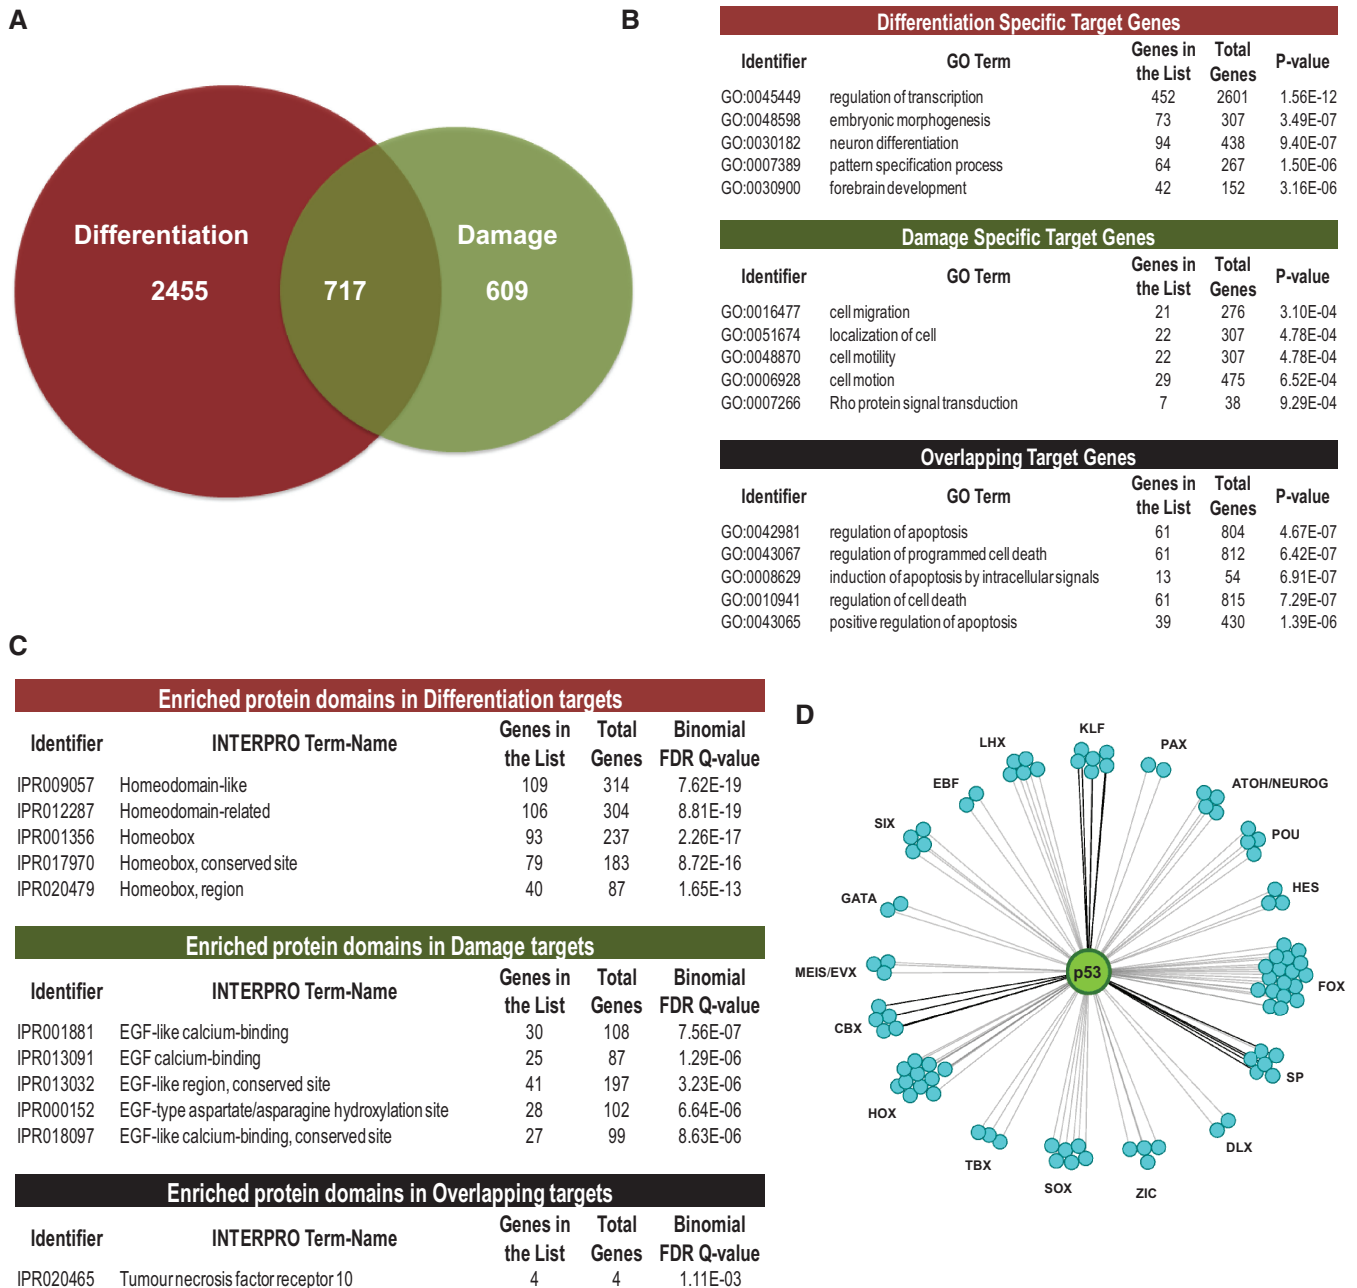 A
Differentiation
2455
717
Damage
609
B
Differentiation Specific Target Genes
Identifier GO Term Genes in the List Total Genes P-value
GO:0045449 regulation of transcription 452 2601 1.56E-12
GO:0048598 embryonic morphogenesis 73 307 3.49E-07
GO:0030182 neuron differentiation 94 438 9.40E-07
GO:0007389 pattern specification process 64 267 1.50E-06
GO:0030900 forebrain development 42 152 3.16E-06
Damage Specific Target Genes
Identifier GO Term Genes in the List Total Genes P-value
GO:0016477 cell migration 21 276 3.10E-04
GO:0051674 localization of cell 22 307 4.78E-04
GO:0048870 cell motility 22 307 4.78E-04
GO:0006928 cell motion 29 475 6.52E-04
GO:0007266 Rho protein signal transduction 7 38 9.29E-04
Overlapping Target Genes
Identifier GO Term Genes in the List Total Genes P-value
GO:0042981 regulation of apoptosis 61 804 4.67E-07
GO:0043067 regulation of programmed cell death 61 812 6.42E-07
GO:0008629 induction of apoptosis by intracellular signals 13 54 6.91E-07
GO:0010941 regulation of cell death 61 815 7.29E-07
GO:0043065 positive regulation of apoptosis 39 430 1.39E-06
C
Enriched protein domains in Differentiation targets
Identifier INTERPRO Term-Name Genes in the List Total Genes Binomial FDR Q-value
IPR009057 Homeodomain-like 109 314 7.62E-19
IPR012287 Homeodomain-related 106 304 8.81E-19
IPR001356 Homeobox 93 237 2.26E-17
IPR017970 Homeobox, conserved site 79 183 8.72E-16
IPR020479 Homeobox, region 40 87 1.65E-13
Enriched protein domains in Damage targets
Identifier INTERPRO Term-Name Genes in the List Total Genes Binomial FDR Q-value
IPR001881 EGF-like calcium-binding 30 108 7.56E-07
IPR013091 EGF calcium-binding 25 87 1.29E-06
IPR013032 EGF-like region, conserved site 41 197 3.23E-06
IPR000152 EGF-type aspartate/asparagine hydroxylation site 28 102 6.64E-06
IPR018097 EGF-like calcium-binding, conserved site 27 99 8.63E-06
Enriched protein domains in Overlapping targets
Identifier INTERPRO Term-Name Genes in the List Total Genes Binomial FDR Q-value
IPR020465 Tumour necrosis factor receptor 10 4 4 1.11E-03
D
KLF
LHX
PAX
EBF
ATOH/NEUROG
SIX
POU
GATA
HES
MEIS/EVX
p53
FOX
CBX
SP
HOX
DLX
TBX
SOX
ZIC